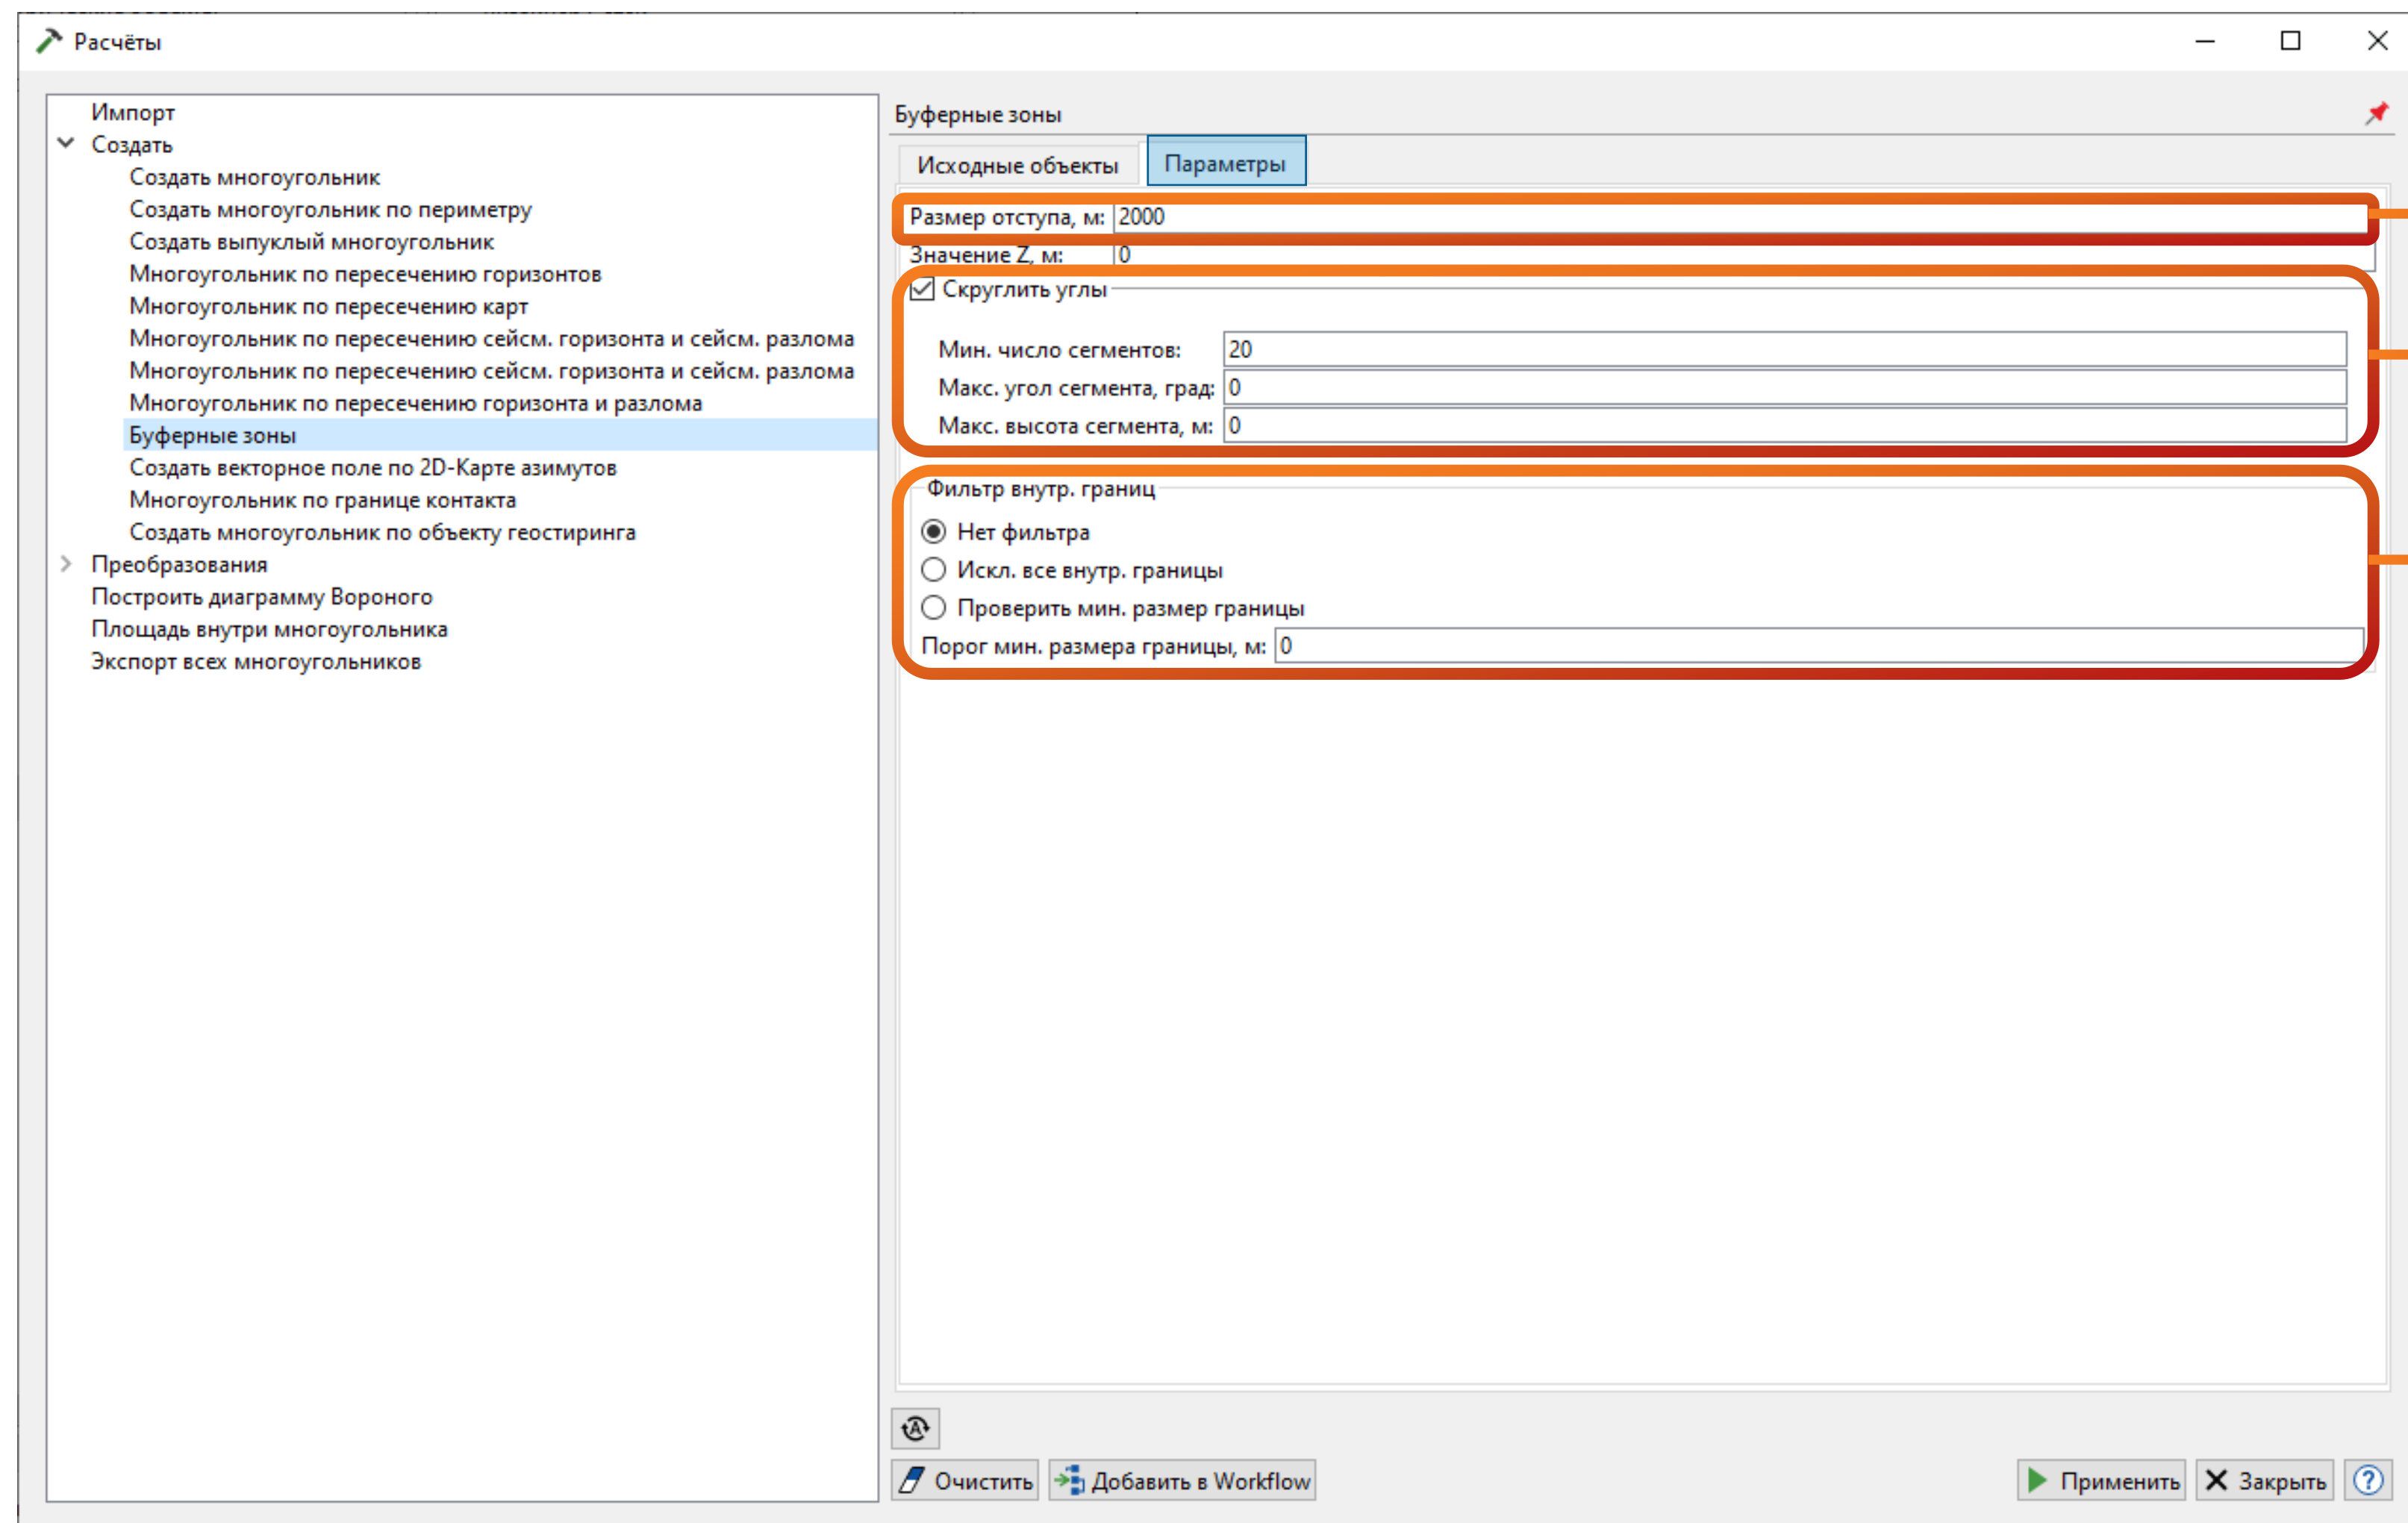 Расчёты
Импорт
Создать
Создать многоугольник
Создать многоугольник по периметру
Создать выпуклый многоугольник
Многоугольник по пересечению горизонтов
Многоугольник по пересечению карт
Многоугольник по пересечению сейсм. горизонта и сейсм. разлома
Многоугольник по пересечению сейсм. горизонта и сейсм. разлома
Многоугольник по пересечению горизонта и разлома
Буферные зоны
Создать векторное поле по 2D-Карте азимутов
Многоугольник по границе контакта
Создать многоугольник по объекту геостиринга
Преобразования
Построить диаграмму Вороного
Площадь внутри многоугольника
Экспорт всех многоугольников
Буферные зоны
Исходные объекты Параметры
Размер отступа, м: 2000
Значение Z, м: 0
Скруглить углы
Мин. число сегментов: 20
Макс. угол сегмента, град: 0
Макс. высота сегмента, м: 0
Фильтр внутр. границ
Нет фильтра
Искл. все внутр. границы
Проверить мин. размер границы
Порог мин. размера границы, м: 0
Очистить Добавить в Workflow Применить Закрыть ?